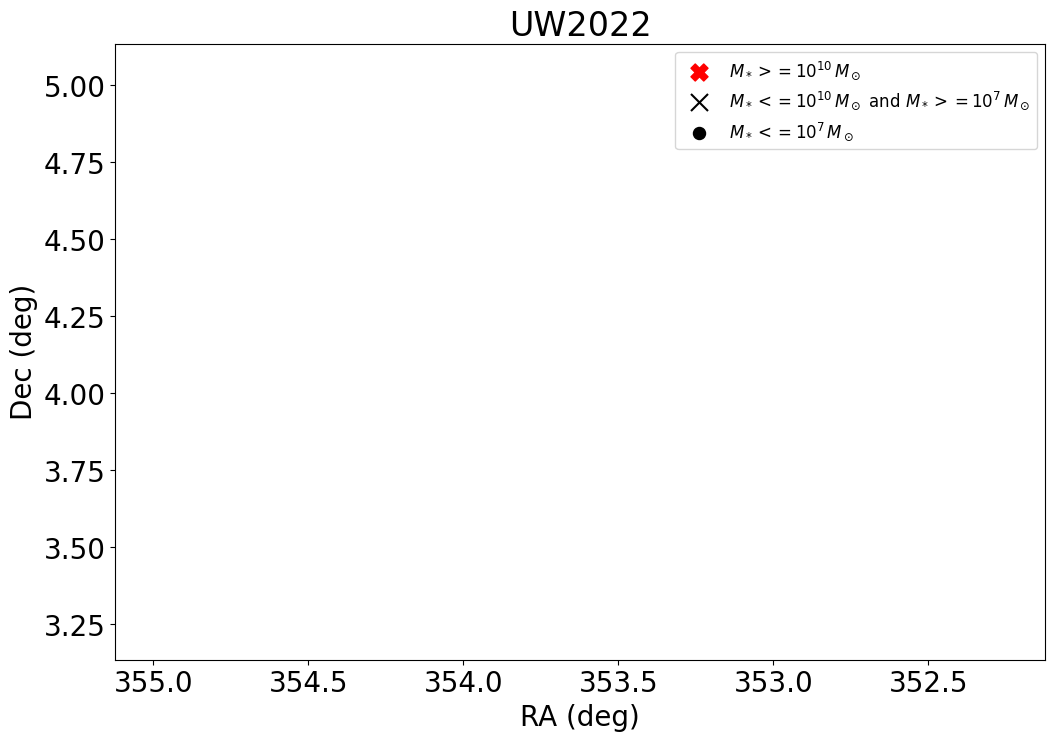 UW2022
M* >= 10^10 M⊙
M* <= 10^10 M⊙ and M* >= 10^7 M⊙
M* <= 10^7 M⊙
5.00
4.75
4.50
4.25
4.00
3.75
3.50
3.25
Dec (deg)
355.0 354.5 354.0 353.5 353.0 352.5
RA (deg)